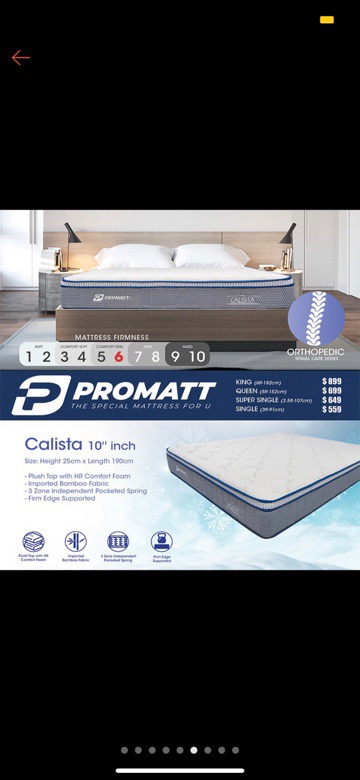 PROMATT
CALISTA
MATTRESS FIRMNESS
SOFT COMFORT SOFT COMFORT FIRM FIRM HARD
1 2 3 4 5 6 7 8 9 10
ORTHOPEDIC
SPINAL CARE SERIES
PROMATT
THE SPECIAL MATTRESS FOR U
KING (6ft-182cm) $ 899
QUEEN (5ft-152cm) $ 699
SUPER SINGLE (3.5ft-107cm) $ 649
SINGLE (3ft-91cm) $ 559
Calista 10" inch
Size: Height 25cm x Length 190cm
- Plush Top with HR Comfort Foam
- Imported Bamboo Fabric
- 3 Zone Independent Pocketed Spring
- Firm Edge Supported
Plush Top with HR Comfort Foam
Imported Bamboo Fabric
3 Zone Independent Pocketed Spring
Firm Edge Supported